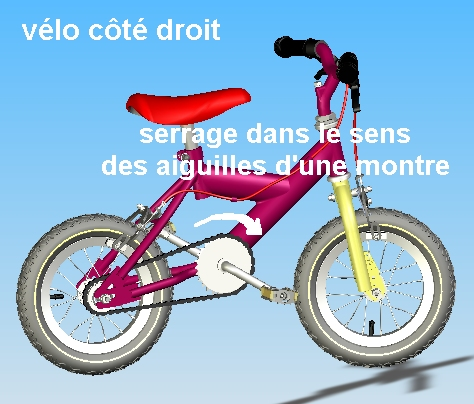 vélo côté droit
serrage dans le sens
des aiguilles d'une montre